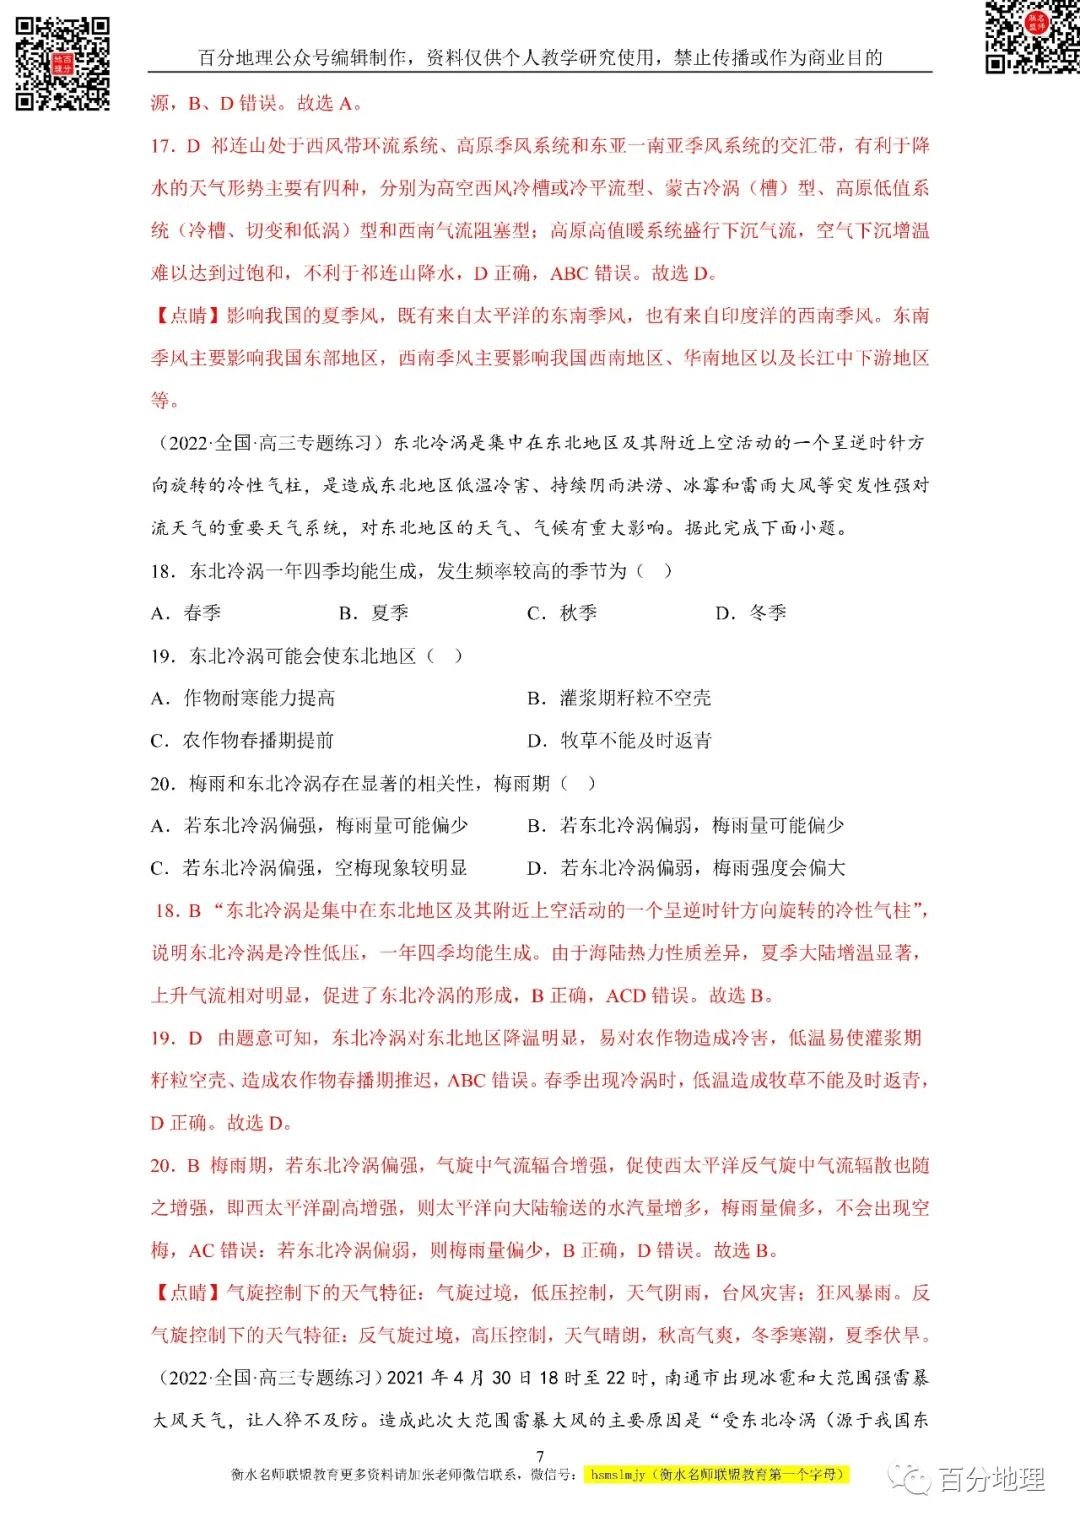 百分地理公众号编辑制作，资料仅供个人教学研究使用，禁止传播或作为商业目的
源，B、D 错误。故选 A。
17．D 祁连山处于西风带环流系统、高原季风系统和东亚一南亚季风系统的交汇带，有利于降
水的天气形势主要有四种，分别为高空西风冷槽或冷平流型、蒙古冷涡（槽）型、高原低值系
统（冷槽、切变和低涡）型和西南气流阻塞型；高原高值暖系统盛行下沉气流，空气下沉增温
难以达到过饱和，不利于祁连山降水，D 正确，ABC 错误。故选 D。
【点睛】影响我国的夏季风，既有来自太平洋的东南季风，也有来自印度洋的西南季风。东南
季风主要影响我国东部地区，西南季风主要影响我国西南地区、华南地区以及长江中下游地区
等。
（2022·全国·高三专题练习）东北冷涡是集中在东北地区及其附近上空活动的一个呈逆时针方
向旋转的冷性气柱，是造成东北地区低温冷害、持续阴雨洪涝、冰雹和雷雨大风等突发性强对
流天气的重要天气系统，对东北地区的天气、气候有重大影响。据此完成下面小题。
18．东北冷涡一年四季均能生成，发生频率较高的季节为（ ）
A．春季 B．夏季 C．秋季 D．冬季
19．东北冷涡可能会使东北地区（ ）
A．作物耐寒能力提高 B．灌浆期籽粒不空壳
C．农作物春播期提前 D．牧草不能及时返青
20．梅雨和东北冷涡存在显著的相关性，梅雨期（ ）
A．若东北冷涡偏强，梅雨量可能偏少 B．若东北冷涡偏弱，梅雨量可能偏少
C．若东北冷涡偏强，空梅现象较明显 D．若东北冷涡偏弱，梅雨强度会偏大
18．B “东北冷涡是集中在东北地区及其附近上空活动的一个呈逆时针方向旋转的冷性气柱”，
说明东北冷涡是冷性低压，一年四季均能生成。由于海陆热力性质差异，夏季大陆增温显著，
上升气流相对明显，促进了东北冷涡的形成，B 正确，ACD 错误。故选 B。
19．D 由题意可知，东北冷涡对东北地区降温明显，易对农作物造成冷害，低温易使灌浆期
籽粒空壳、造成农作物春播期推迟，ABC 错误。春季出现冷涡时，低温造成牧草不能及时返青，
D 正确。故选 D。
20．B 梅雨期，若东北冷涡偏强，气旋中气流辐合增强，促使西太平洋反气旋中气流辐散也随
之增强，即西太平洋副高增强，则太平洋向大陆输送的水汽量增多，梅雨量偏多，不会出现空
梅，AC 错误：若东北冷涡偏弱，则梅雨量偏少，B 正确，D 错误。故选 B。
【点睛】气旋控制下的天气特征：气旋过境，低压控制，天气阴雨，台风灾害；狂风暴雨。反
气旋控制下的天气特征：反气旋过境，高压控制，天气晴朗，秋高气爽，冬季寒潮，夏季伏旱。
（2022·全国·高三专题练习）2021 年 4 月 30 日 18 时至 22 时，南通市出现冰雹和大范围强雷暴
大风天气，让人猝不及防。造成此次大范围雷暴大风的主要原因是“受东北冷涡（源于我国东
7
衡水名师联盟教育更多资料请加张老师微信联系，微信号： hsmslmjy（衡水名师联盟教育第一个字母）
百分地理